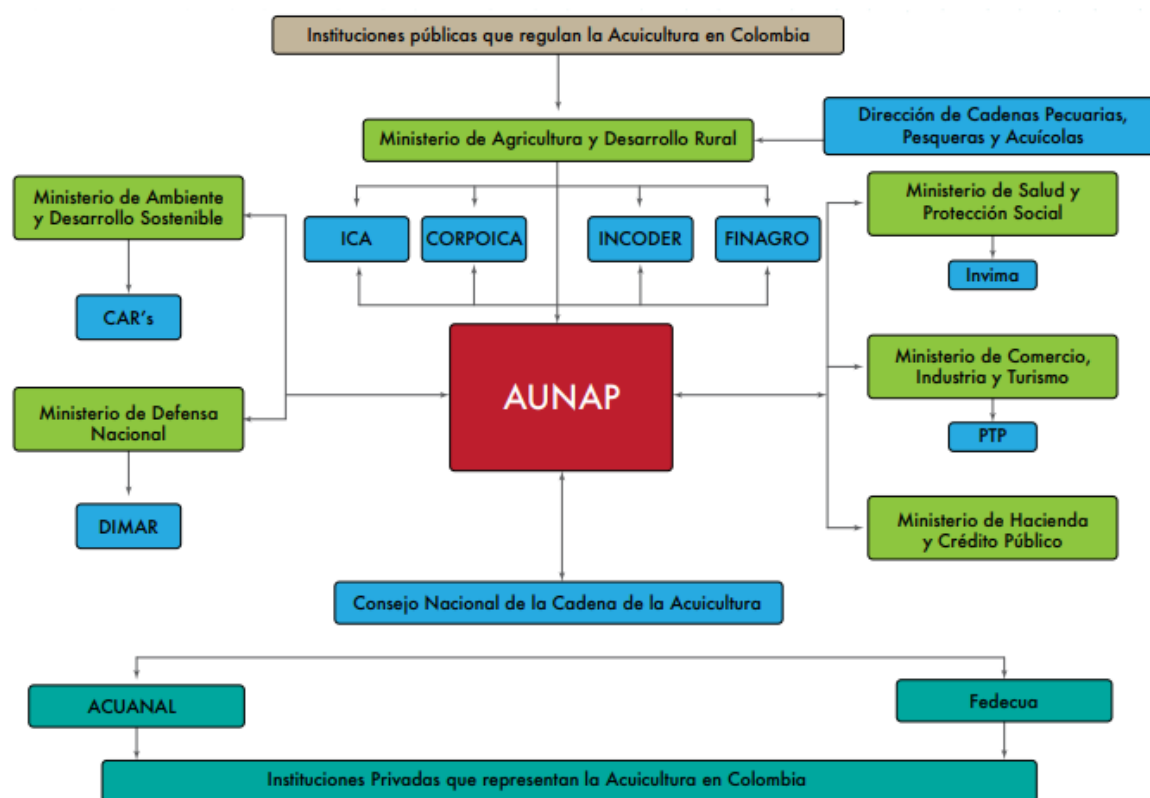 Instituciones públicas que regulan la Acuicultura en Colombia
Ministerio de Agricultura y Desarrollo Rural
Dirección de Cadenas Pecuarias,
Pesqueras y Acuícolas
Ministerio de Ambiente
y Desarrollo Sostenible
ICA
CORPOICA
INCODER
FINAGRO
Ministerio de Salud y
Protección Social
Invima
CAR's
AUNAP
Ministerio de Comercio,
Industria y Turismo
PTP
Ministerio de Defensa
Nacional
DIMAR
Ministerio de Hacienda
y Crédito Público
Consejo Nacional de la Cadena de la Acuicultura
ACUANAL
Fedecua
Instituciones Privadas que representan la Acuicultura en Colombia